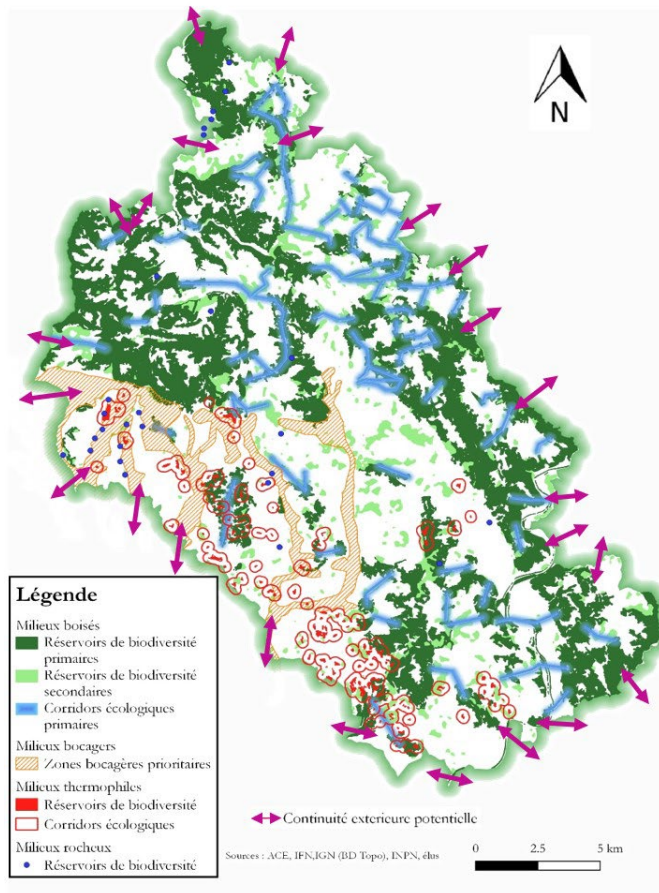 N
Légende
Milieux boisés
Réservoirs de biodiversité
primaires
Réservoirs de biodiversité
secondaires
Corridors écologiques
primaires
Milieux bocagers
Zones bocagères prioritaires
Milieux thermophiles
Réservoirs de biodiversité
Corridors écologiques
Milieux rocheux
Réservoirs de biodiversité
Continuité exterieure potentielle
Sources : ACE, IFN,IGN (BD Topo), INPN, élus
0 2.5 5 km